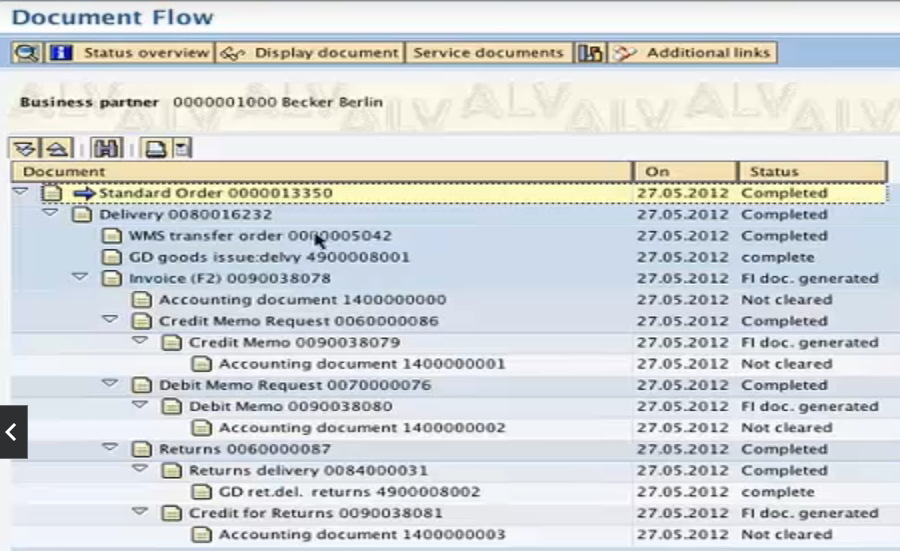 Document Flow
Status overview Display document Service documents Additional links
Business partner 0000001000 Becker Berlin
Document On Status
Standard Order 0000013350 27.05.2012 Completed
Delivery 0080016232 27.05.2012 Completed
WMS transfer order 0000005042 27.05.2012 Completed
GD goods issue:delvy 4900008001 27.05.2012 complete
Invoice (F2) 0090038078 27.05.2012 FI doc. generated
Accounting document 1400000000 27.05.2012 Not cleared
Credit Memo Request 0060000086 27.05.2012 Completed
Credit Memo 0090038079 27.05.2012 FI doc. generated
Accounting document 1400000001 27.05.2012 Not cleared
Debit Memo Request 0070000076 27.05.2012 Completed
Debit Memo 0090038080 27.05.2012 FI doc. generated
Accounting document 1400000002 27.05.2012 Not cleared
Returns 0060000087 27.05.2012 Completed
Returns delivery 0084000031 27.05.2012 Completed
GD ret.del. returns 4900008002 27.05.2012 complete
Credit for Returns 0090038081 27.05.2012 FI doc. generated
Accounting document 1400000003 27.05.2012 Not cleared